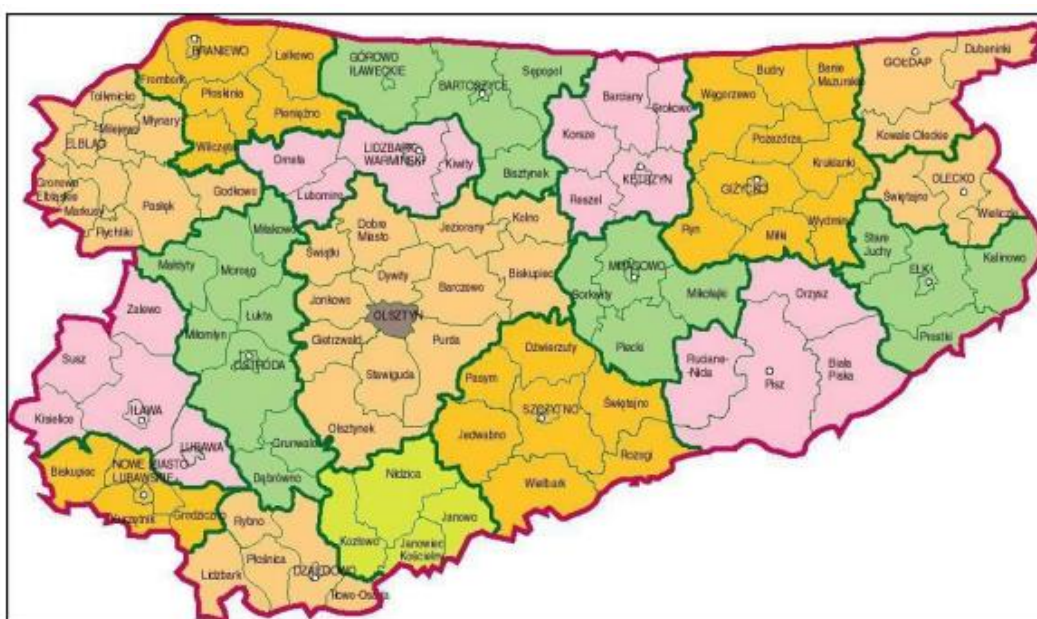 BRANIEWO
Lelkowo
Frombork
Płoskinia
Pieniężno
Wilczęta
GÓROWO
IŁAWECKIE
Sępopol
BARTOSZYCE
Bisztynek
Barciany
Srokowo
Korsze
KĘTRZYN
Reszel
Budry
Banie
Mazurskie
Węgorzewo
Pozezdrze
Kruklanki
GIŻYCKO
Wydminy
Ryn
Miłki
GOŁDAP
Dubeninki
Kowale Oleckie
OLECKO
Świętajno
Wieliczki
Tolkmicko
Milejewo
Młynary
ELBLĄG
Gronowo
Elbląskie
Markusy
Pasłęk
Godkowo
Rychliki
Orneta
LIDZBARK
WARMIŃSKI
Kiwity
Lubomino
Miłakowo
Małdyty
Morąg
Łukta
Miłomłyn
OSTRÓDA
Grunwald
Dąbrówno
Dobre
Miasto
Jeziorany
Kolno
Świątki
Dywity
Barczewo
Biskupiec
Jonkowo
OLSZTYN
Gietrzwałd
Purda
Stawiguda
Olsztynek
MRĄGOWO
Sorkwity
Mikołajki
Piecki
Stare
Juchy
EŁK
Kalinowo
Prostki
Orzysz
Ruciane-
-Nida
Pisz
Biała
Piska
Zalewo
Susz
Kisielice
IŁAWA
LUBAWA
Dźwierzuty
Pasym
SZCZYTNO
Świętajno
Jedwabno
Rozogi
Wielbark
Biskupiec
NOWE MIASTO
LUBAWSKIE
Kurzętnik
Grodziczno
Rybno
Płośnica
Lidzbark
DZIAŁDOWO
Iłowo-Osada
Nidzica
Kozłowo
Janowo
Janowiec
Kościelny